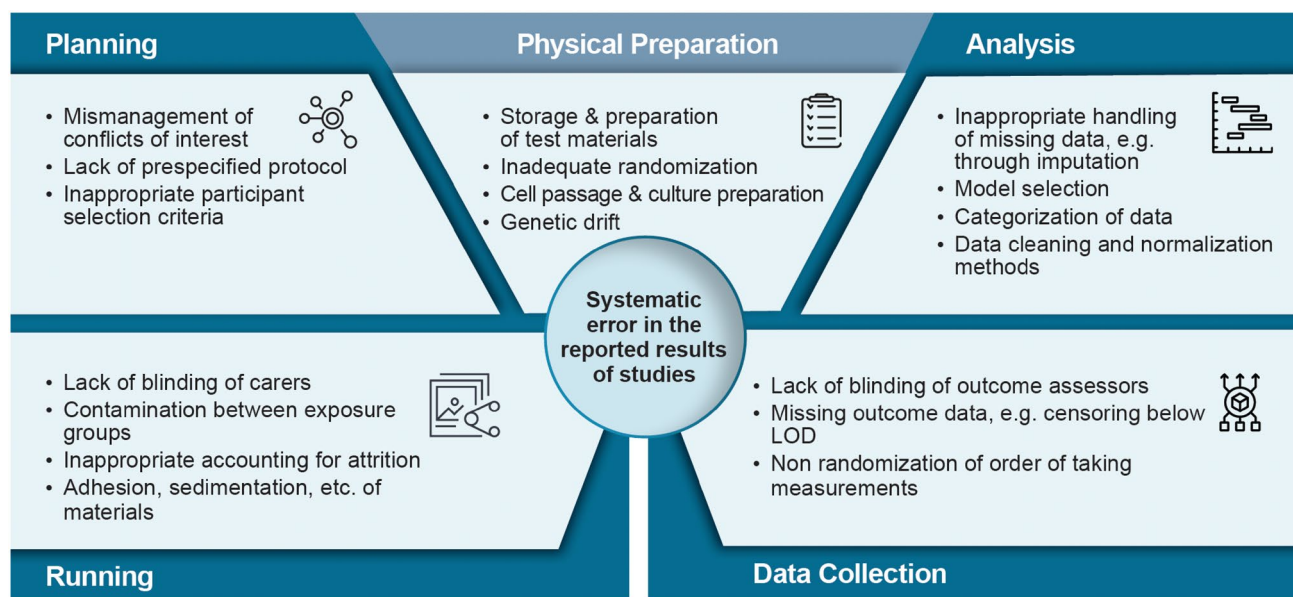 Planning
• Mismanagement of
conflicts of interest
• Lack of prespecified protocol
• Inappropriate participant
selection criteria
Physical Preparation
• Storage & preparation
of test materials
• Inadequate randomization
• Cell passage & culture preparation
• Genetic drift
Analysis
• Inappropriate handling
of missing data, e.g.
through imputation
• Model selection
• Categorization of data
• Data cleaning and normalization
methods
Systematic
error in the
reported results
of studies
• Lack of blinding of carers
• Contamination between exposure
groups
• Inappropriate accounting for attrition
• Adhesion, sedimentation, etc. of
materials
Running
• Lack of blinding of outcome assessors
• Missing outcome data, e.g. censoring below
LOD
• Non randomization of order of taking
measurements
Data Collection